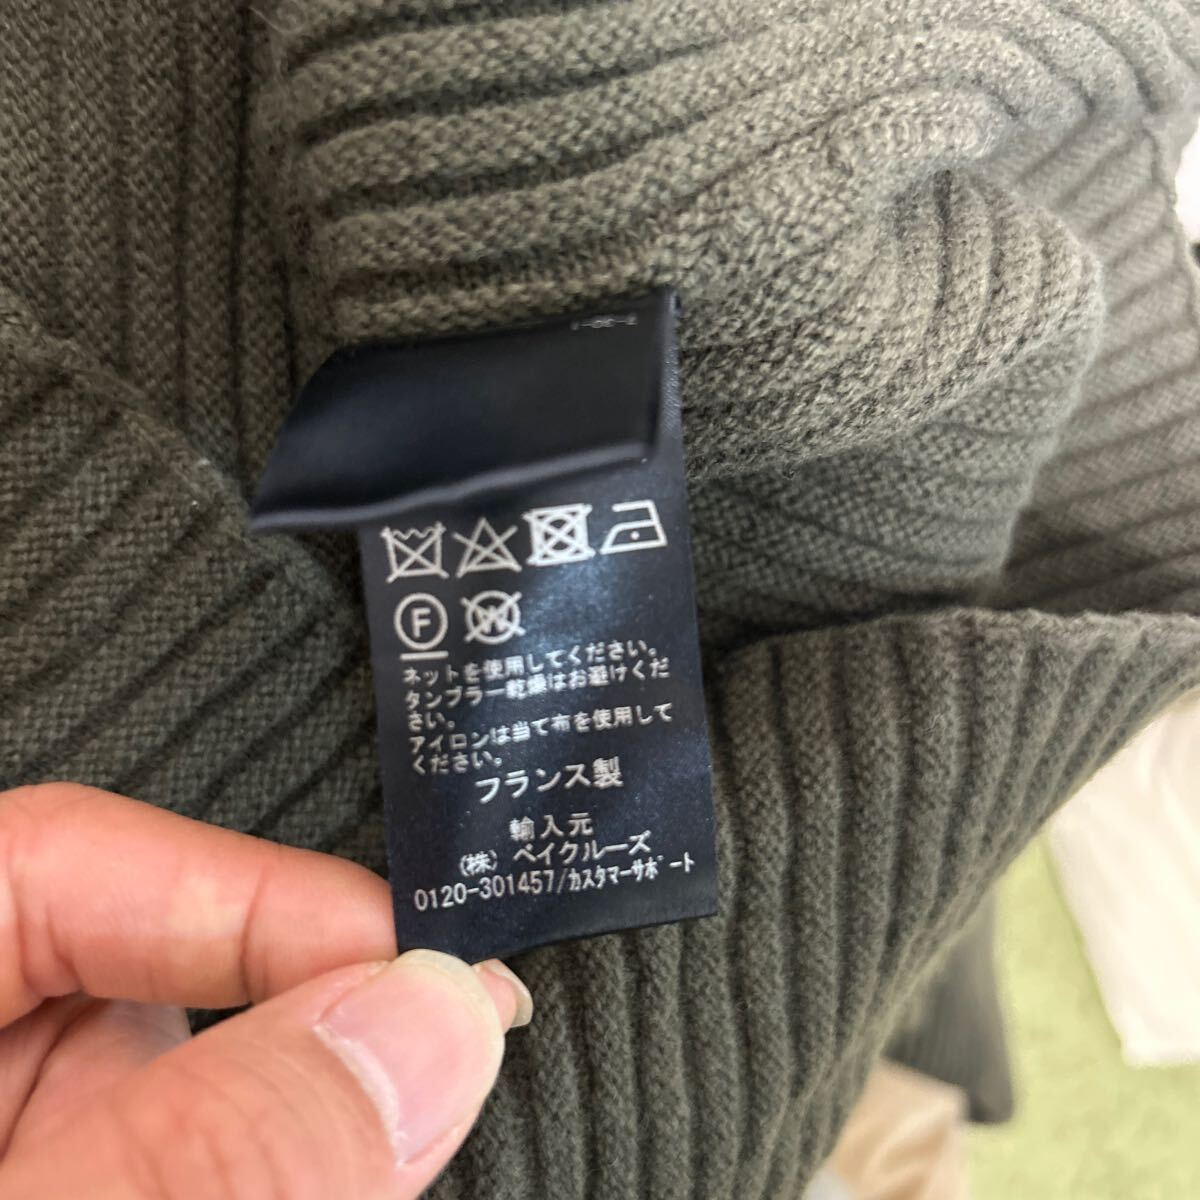 F
W
ネットを使用してください。
タンブラー乾燥はお避けくだ
さい。
アイロンは当て布を使用して
ください。
フランス製
輸入元
(株) ベイクルーズ
0120-301457/カスタマーサポート